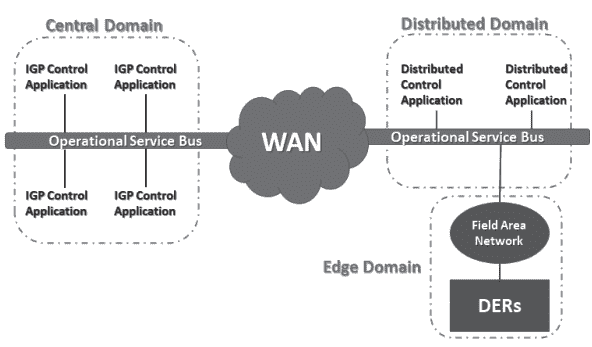 Central Domain
IGP Control
Application
IGP Control
Application
Operational Service Bus
IGP Control
Application
IGP Control
Application
WAN
Distributed Domain
Distributed
Control
Application
Distributed
Control
Application
Operational Service Bus
Field Area
Network
Edge Domain
DERs